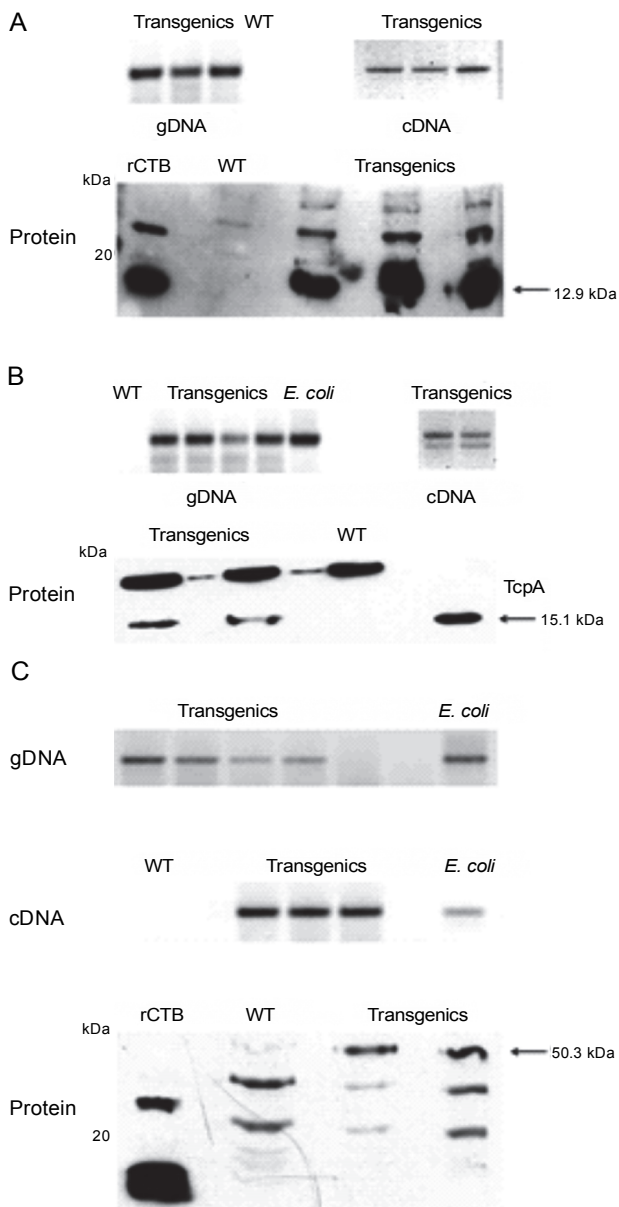 A
Transgenics WT
Transgenics
gDNA
cDNA
kDa
rCTB
WT
Transgenics
Protein
20
12.9 kDa
B
WT
Transgenics
E. coli
Transgenics
gDNA
cDNA
kDa
Transgenics
WT
Protein
TcpA
15.1 kDa
C
Transgenics
E. coli
gDNA
WT
Transgenics
E. coli
cDNA
kDa
rCTB
WT
Transgenics
50.3 kDa
Protein
20